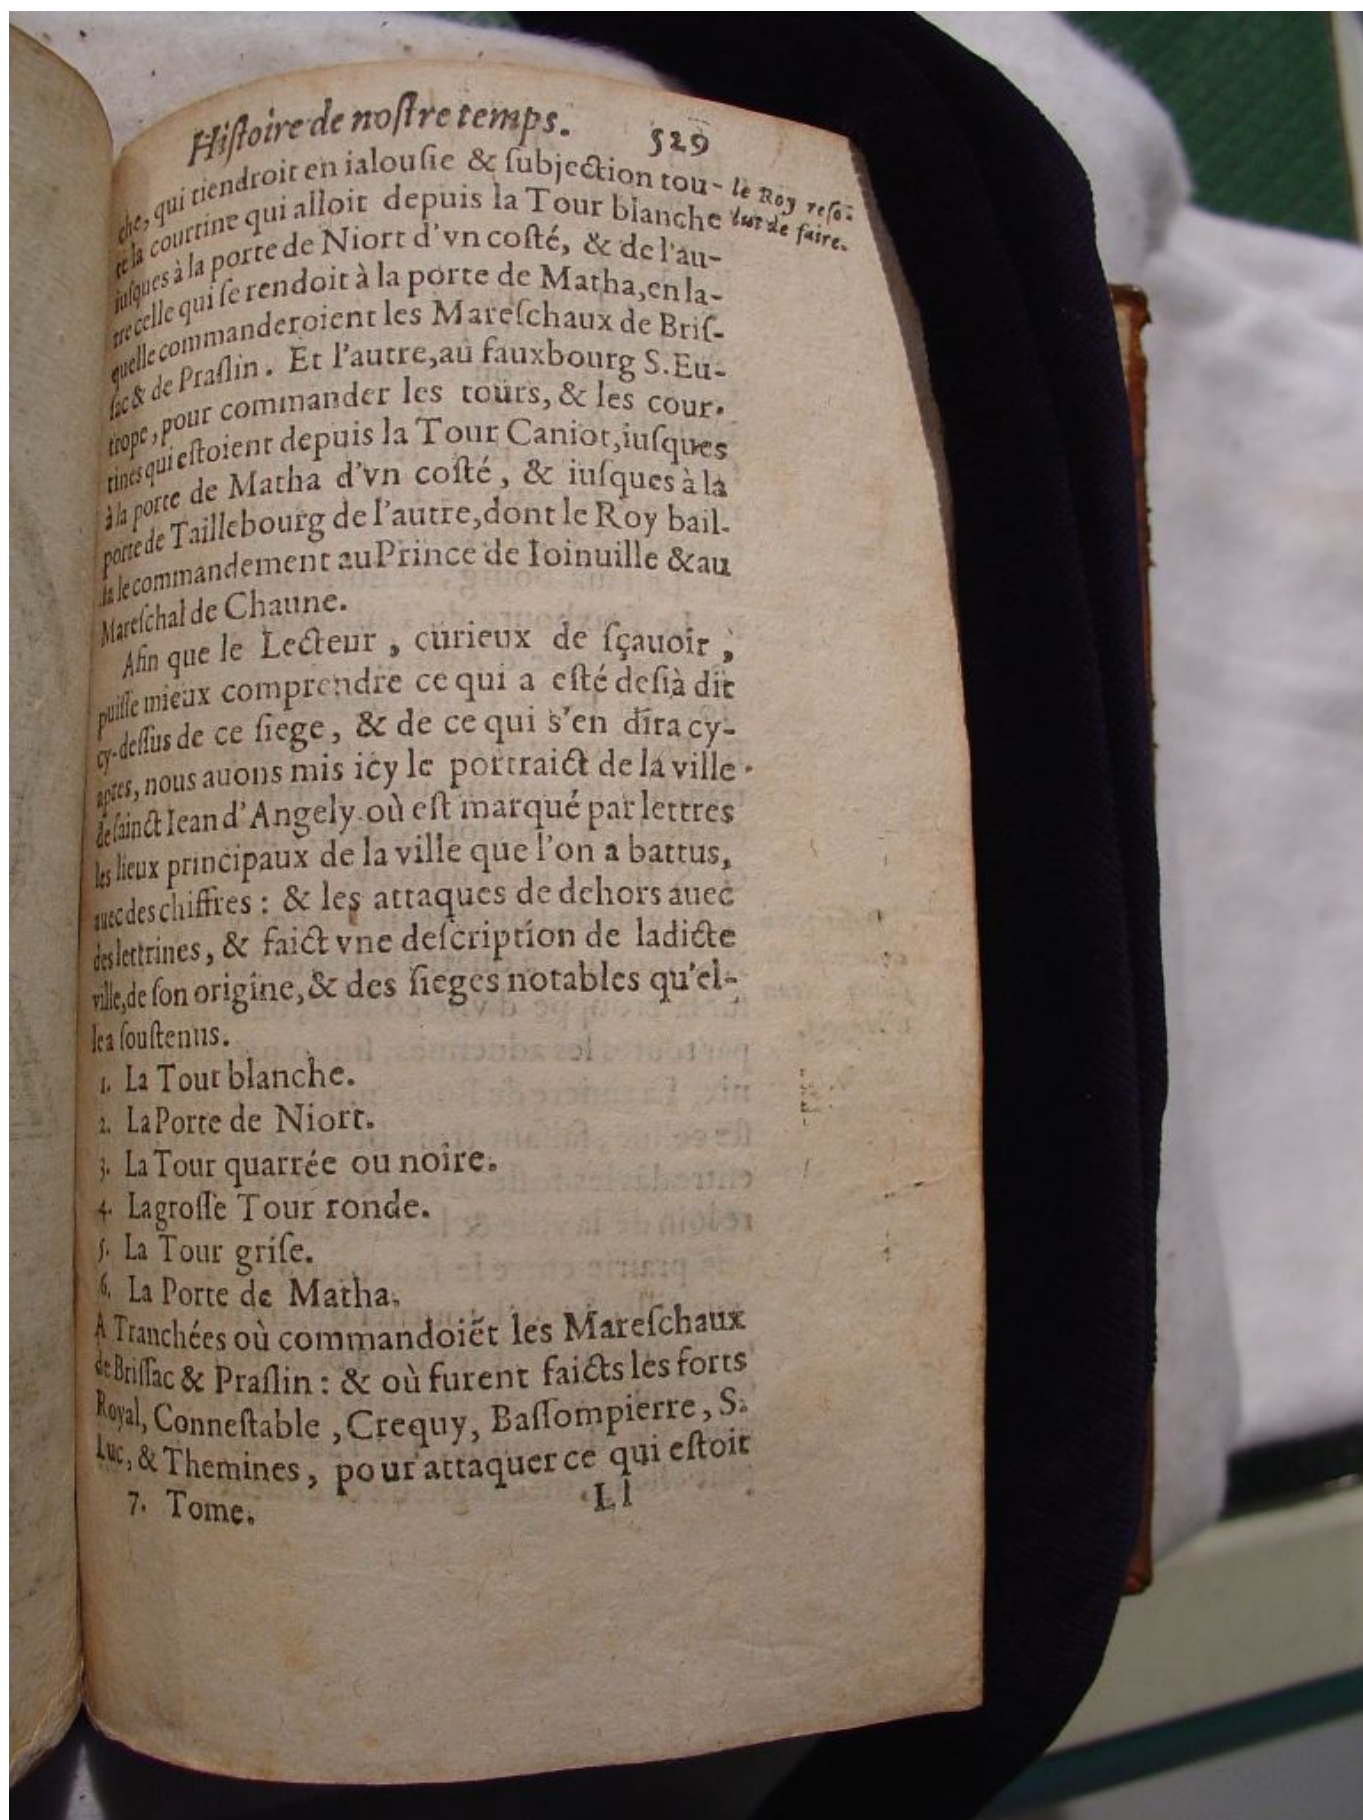 Hiſtoire de noſtre temps. 529
che, qui tiendroit en ialouſie & ſubjection tou-
te la courtine qui alloit depuis la Tour blanche
iuſques à la porte de Niort d'vn coſté, & de l'au-
tre celle qui ſe rendoit à la porte de Matha, en la-
quelle commanderoient les Mareſchaux de Briſ-
ſac & de Praſlin. Et l'autre, au fauxbourg S. Eu-
trope, pour commander les tours, & les cour-
tines qui eſtoient depuis la Tour Caniot, iuſques
à la porte de Matha d'vn coſté, & iuſques à la
porte de Taillebourg de l'autre, dont le Roy bail-
la le commandement au Prince de Ioinuille & au
Mareſchal de Chaune.
le Roy reſo-
lut de faire.
Afin que le Lecteur, curieux de ſçauoir,
puiſſe mieux comprendre ce qui a eſté deſià dit
cy-deſſus de ce ſiege, & de ce qui s'en dira cy-
apres, nous auons mis icy le portraict de la ville
de ſainct Iean d'Angely où eſt marqué par lettres
les lieux principaux de la ville que l'on a battus,
auec des chiffres : & les attaques de dehors auec
des lettrines, & faict vne deſcription de ladicte
ville, de ſon origine, & des ſieges notables qu'el-
le a ſouſtenus.
1. La Tour blanche.
2. La Porte de Niort.
3. La Tour quarrée ou noire.
4. La groſſe Tour ronde.
5. La Tour griſe.
6. La Porte de Matha.
A Tranchées où commandoiẽt les Mareſchaux
de Briſſac & Praſlin : & où furent faicts les forts
Royal, Conneſtable, Crequy, Baſſompierre, S.
Luc, & Themines, pour attaquer ce qui eſtoit
7. Tome. Ll